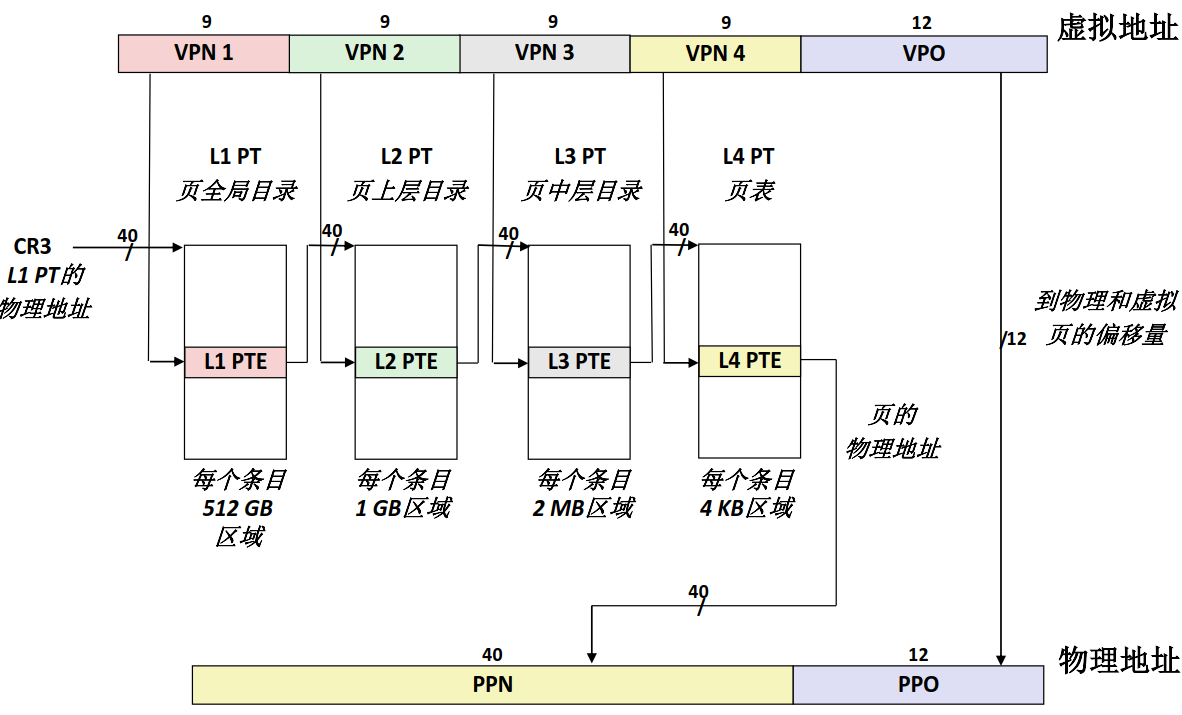 9 9 9 9 12
虚拟地址
VPN 1 VPN 2 VPN 3 VPN 4 VPO
L1 PT
页全局目录
L2 PT
页上层目录
L3 PT
页中层目录
L4 PT
页表
CR3
L1 PT的
物理地址
40
40
40
40
L1 PTE
L2 PTE
L3 PTE
L4 PTE
到物理和虚拟
页的偏移量
/12
每个条目
512 GB
区域
每个条目
1 GB区域
每个条目
2 MB区域
每个条目
4 KB区域
页的
物理地址
40
40 12
物理地址
PPN PPO